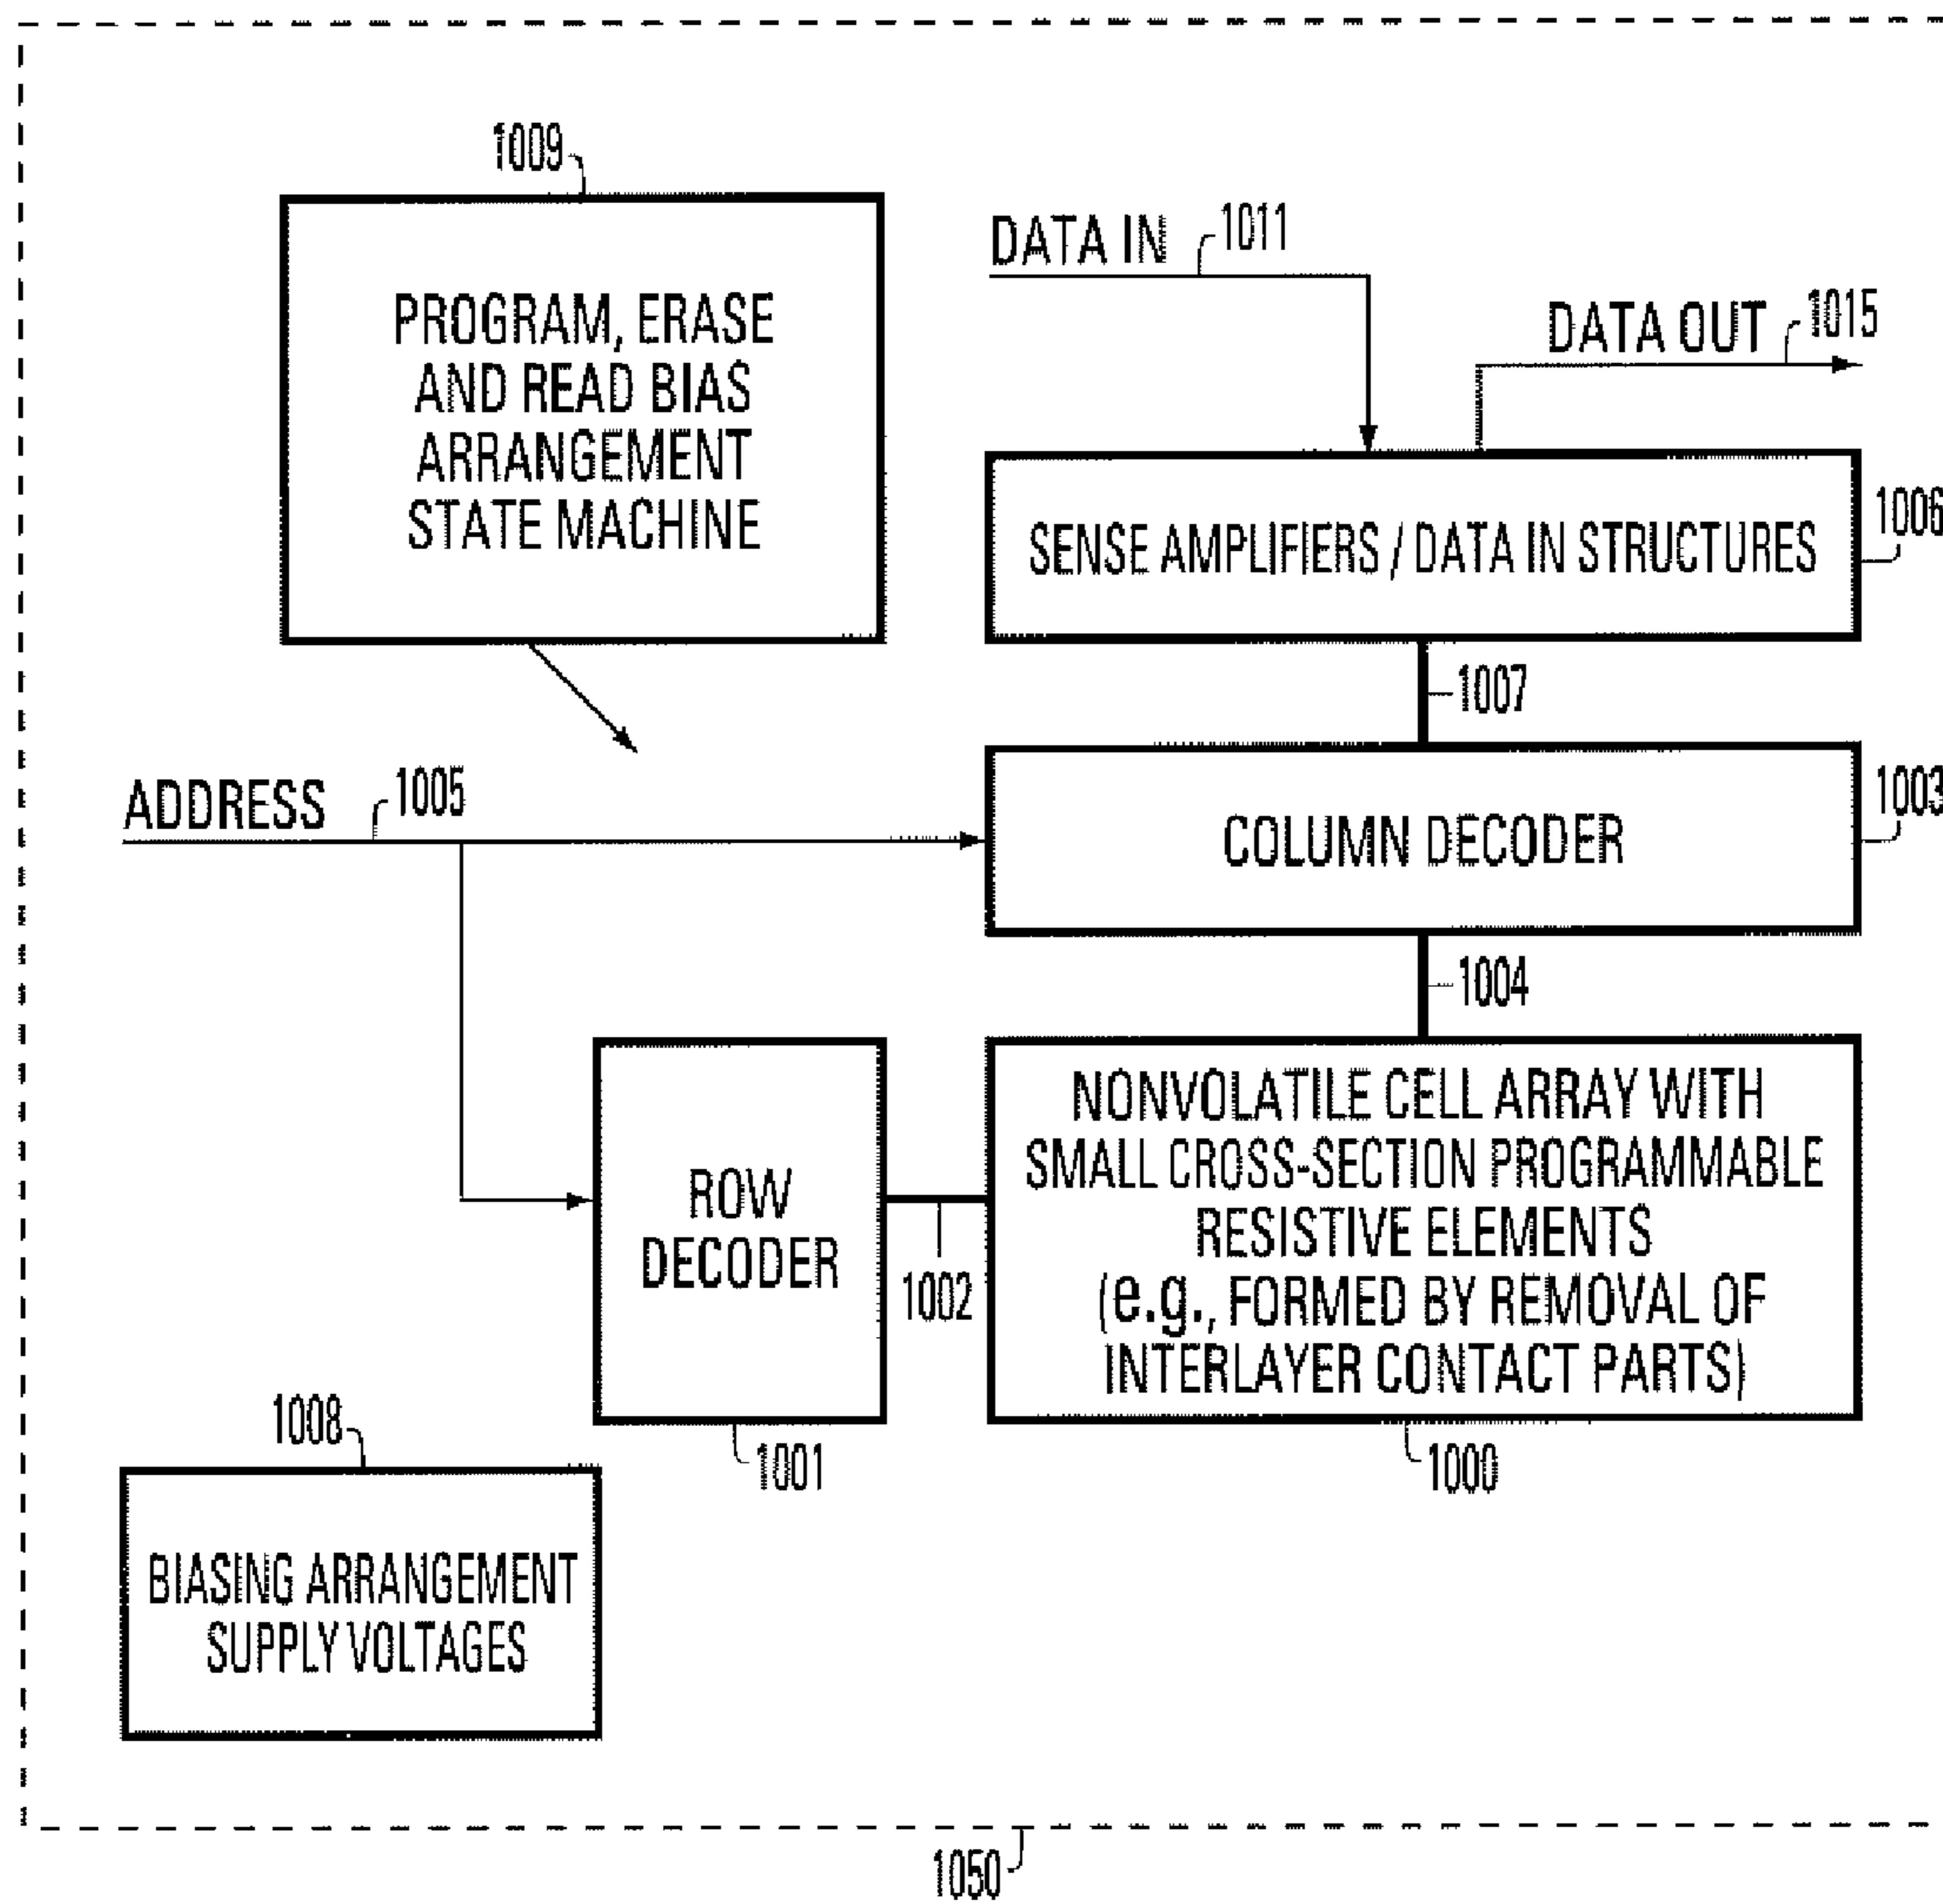 1009
PROGRAM, ERASE
AND READ BIAS
ARRANGEMENT
STATE MACHINE
DATA IN
1011
DATA OUT
1015
SENSE AMPLIFIERS / DATA IN STRUCTURES
1006
1007
ADDRESS
1005
COLUMN DECODER
1003
1004
ROW
DECODER
1002
NONVOLATILE CELL ARRAY WITH
SMALL CROSS-SECTION PROGRAMMABLE
RESISTIVE ELEMENTS
(e.g., FORMED BY REMOVAL OF
INTERLAYER CONTACT PARTS)
1008
1001
1000
BIASING ARRANGEMENT
SUPPLY VOLTAGES
1050